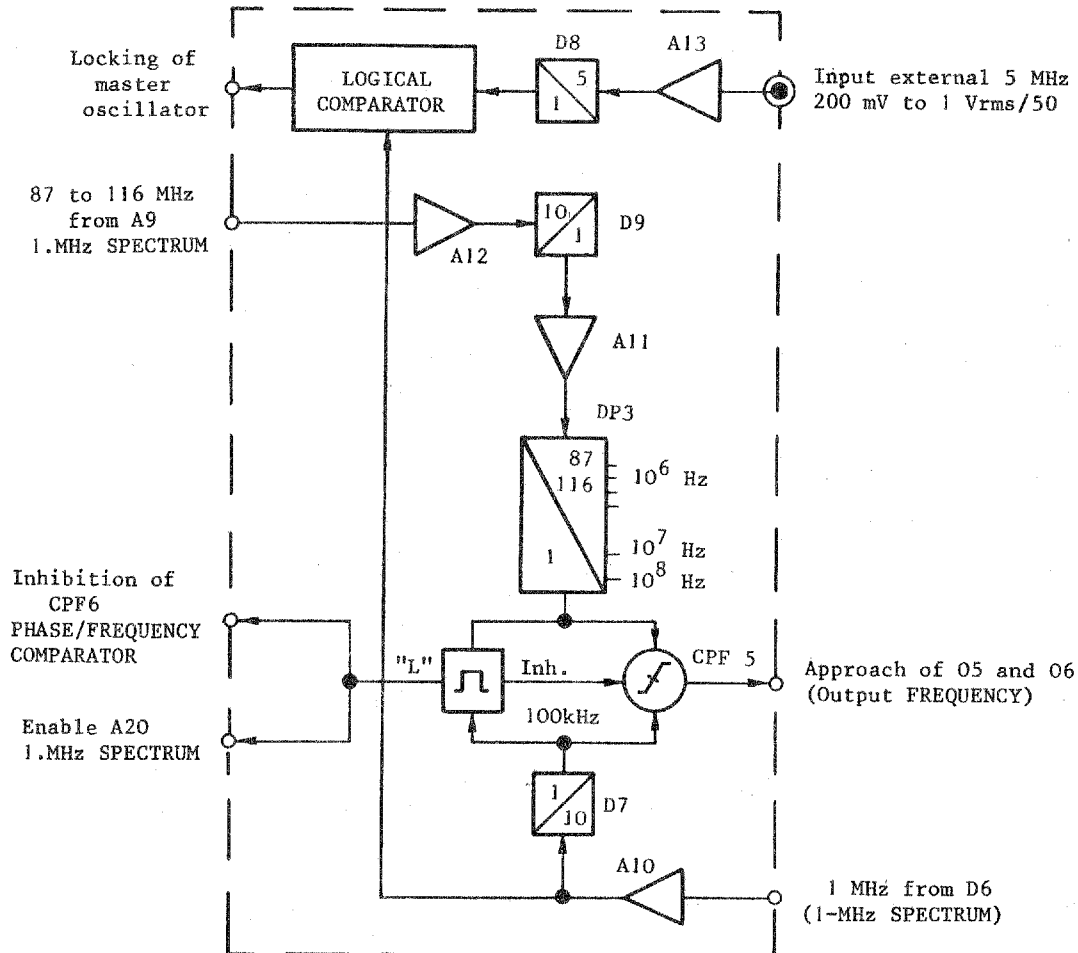 Locking of
master
oscillator
LOGICAL
COMPARATOR
D8
5
1
A13
Input external 5 MHz
200 mV to 1 Vrms/50
87 to 116 MHz
from A9
1.MHz SPECTRUM
A12
10
1
D9
A11
DP3
87
116
1
10⁶ Hz
10⁷ Hz
10⁸ Hz
Inhibition of
CPF6
PHASE/FREQUENCY
COMPARATOR
"L"
Inh.
CPF 5
Approach of O5 and O6
(Output FREQUENCY)
100kHz
Enable A20
1.MHz SPECTRUM
1
10
D7
A10
1 MHz from D6
(1-MHz SPECTRUM)